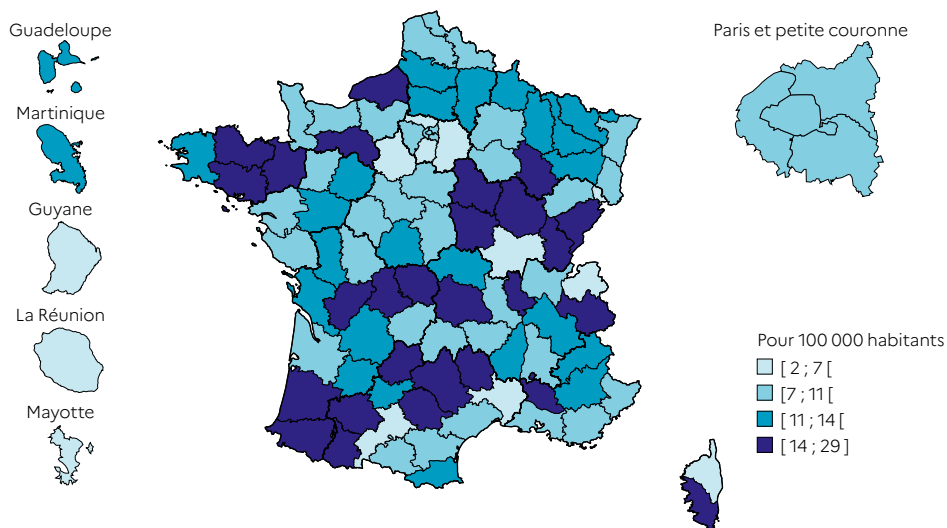 Guadeloupe
Martinique
Guyane
La Réunion
Mayotte
Paris et petite couronne
Pour 100 000 habitants
[ 2 ; 7 [
[7 ; 11 [
[11 ; 14 [
[ 14 ; 29 ]